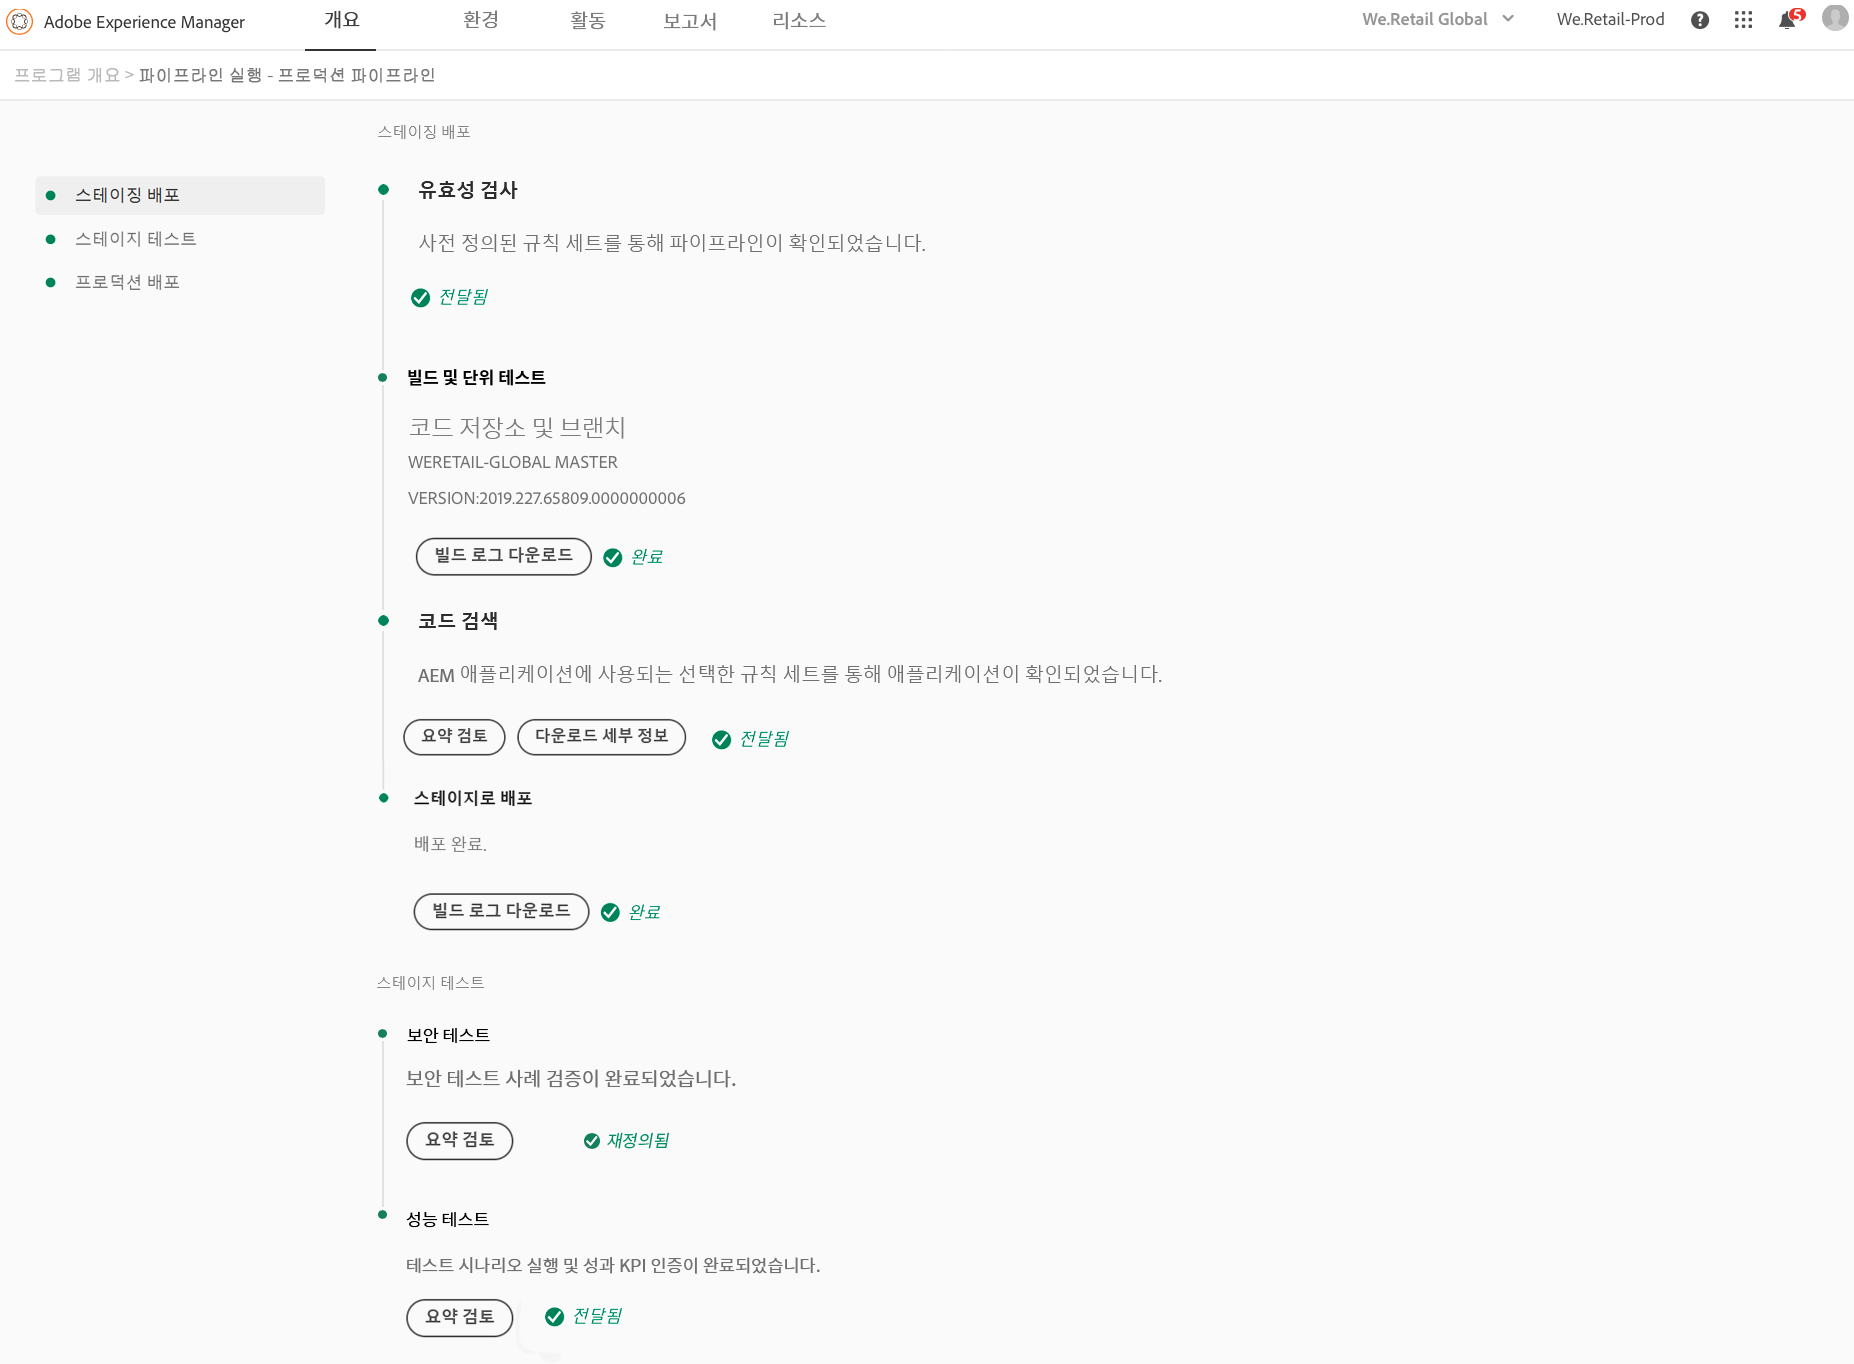 Adobe Experience Manager
개요
환경
활동
보고서
리소스
We.Retail Global
We.Retail-Prod
5
프로그램 개요 > 파이프라인 실행 - 프로덕션 파이프라인
스테이징 배포
스테이지 테스트
프로덕션 배포
스테이징 배포
유효성 검사
사전 정의된 규칙 세트를 통해 파이프라인이 확인되었습니다.
전달됨
빌드 및 단위 테스트
코드 저장소 및 브랜치
WERETAIL-GLOBAL MASTER
VERSION:2019.227.65809.0000000006
빌드 로그 다운로드 완료
코드 검색
AEM 애플리케이션에 사용되는 선택한 규칙 세트를 통해 애플리케이션이 확인되었습니다.
요약 검토 다운로드 세부 정보 전달됨
스테이지로 배포
배포 완료.
빌드 로그 다운로드 완료
스테이지 테스트
보안 테스트
보안 테스트 사례 검증이 완료되었습니다.
요약 검토 재정의됨
성능 테스트
테스트 시나리오 실행 및 성과 KPI 인증이 완료되었습니다.
요약 검토 전달됨